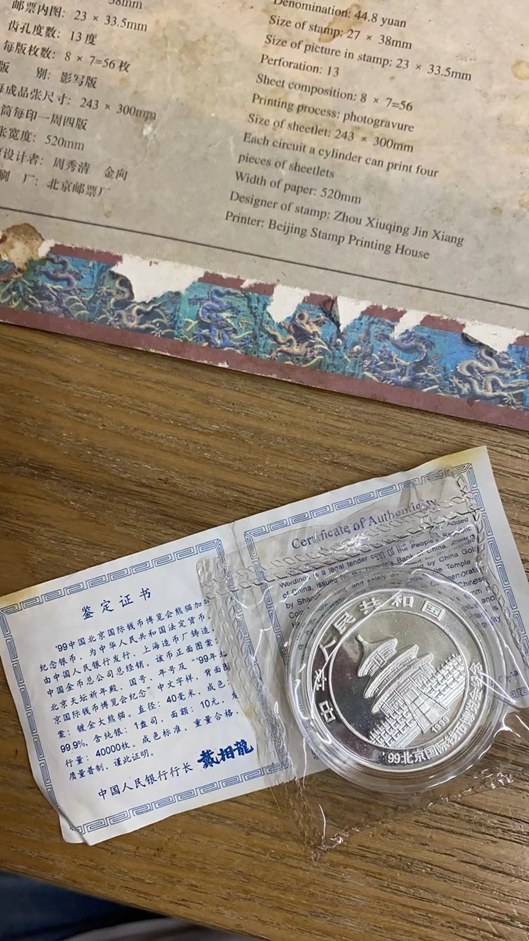 38mm
邮票内图: 23 × 33.5mm
齿孔度数: 13 度
每版枚数: 8 × 7=56 枚
版 别: 影写版
成品张尺寸: 243 × 300mm
筒每印一周四版
张宽度: 520mm
设计者: 周秀清 金向
刷 厂: 北京邮票厂
Denomination: 44.8 yuan
Size of stamp: 27 × 38mm
Size of picture in stamp: 23 × 33.5mm
Perforation: 13
Sheet composition: 8 × 7=56
Printing process: photogravure
Size of sheetlet: 243 × 300mm
Each circuit a cylinder can print four
pieces of sheetlets
Width of paper: 520mm
Designer of stamp: Zhou Xiuqing Jin Xiang
Printer: Beijing Stamp Printing House
鉴定证书
'99中国北京国际钱币博览会熊猫加
纪念银币,为中华人民共和国法定货币,
由中国人民银行发行,上海造币厂铸造,
中国金币总公司总经销。该币正面图案:
北京天坛祈年殿、国号、年号及“99年北
京国际钱币博览会纪念”中文字样,背面图
案:镀金大熊猫。直径:40毫米,成色:
99.9%,含纯银:1盎司,面额:10元,
行量:40000枚。成色标准,重量合格,
质量普制,谨此证明。
中国人民银行行长 戴相龍
Certificate of Authenticity
中华人民共和国
1999
'99北京国际钱币博览会